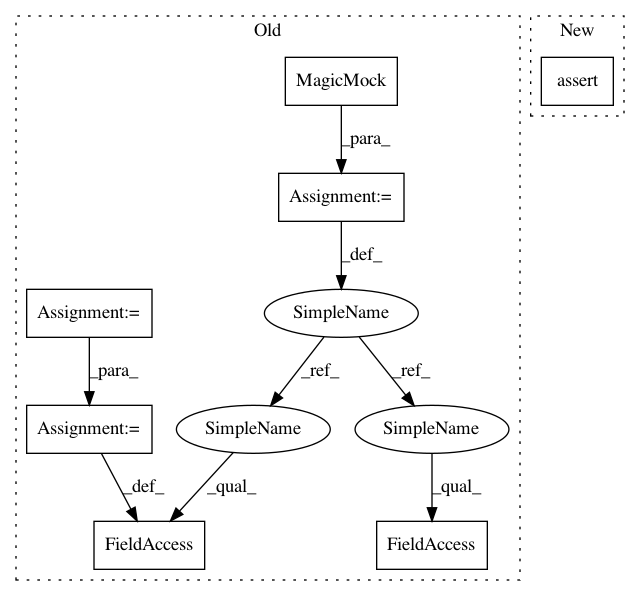 Old
New
MagicMock
assert
_para_
Assignment:=
_def_
Assignment:=
SimpleName
_para_
_ref_
_ref_
Assignment:=
SimpleName
SimpleName
_def_
_qual_
_qual_
FieldAccess
FieldAccess